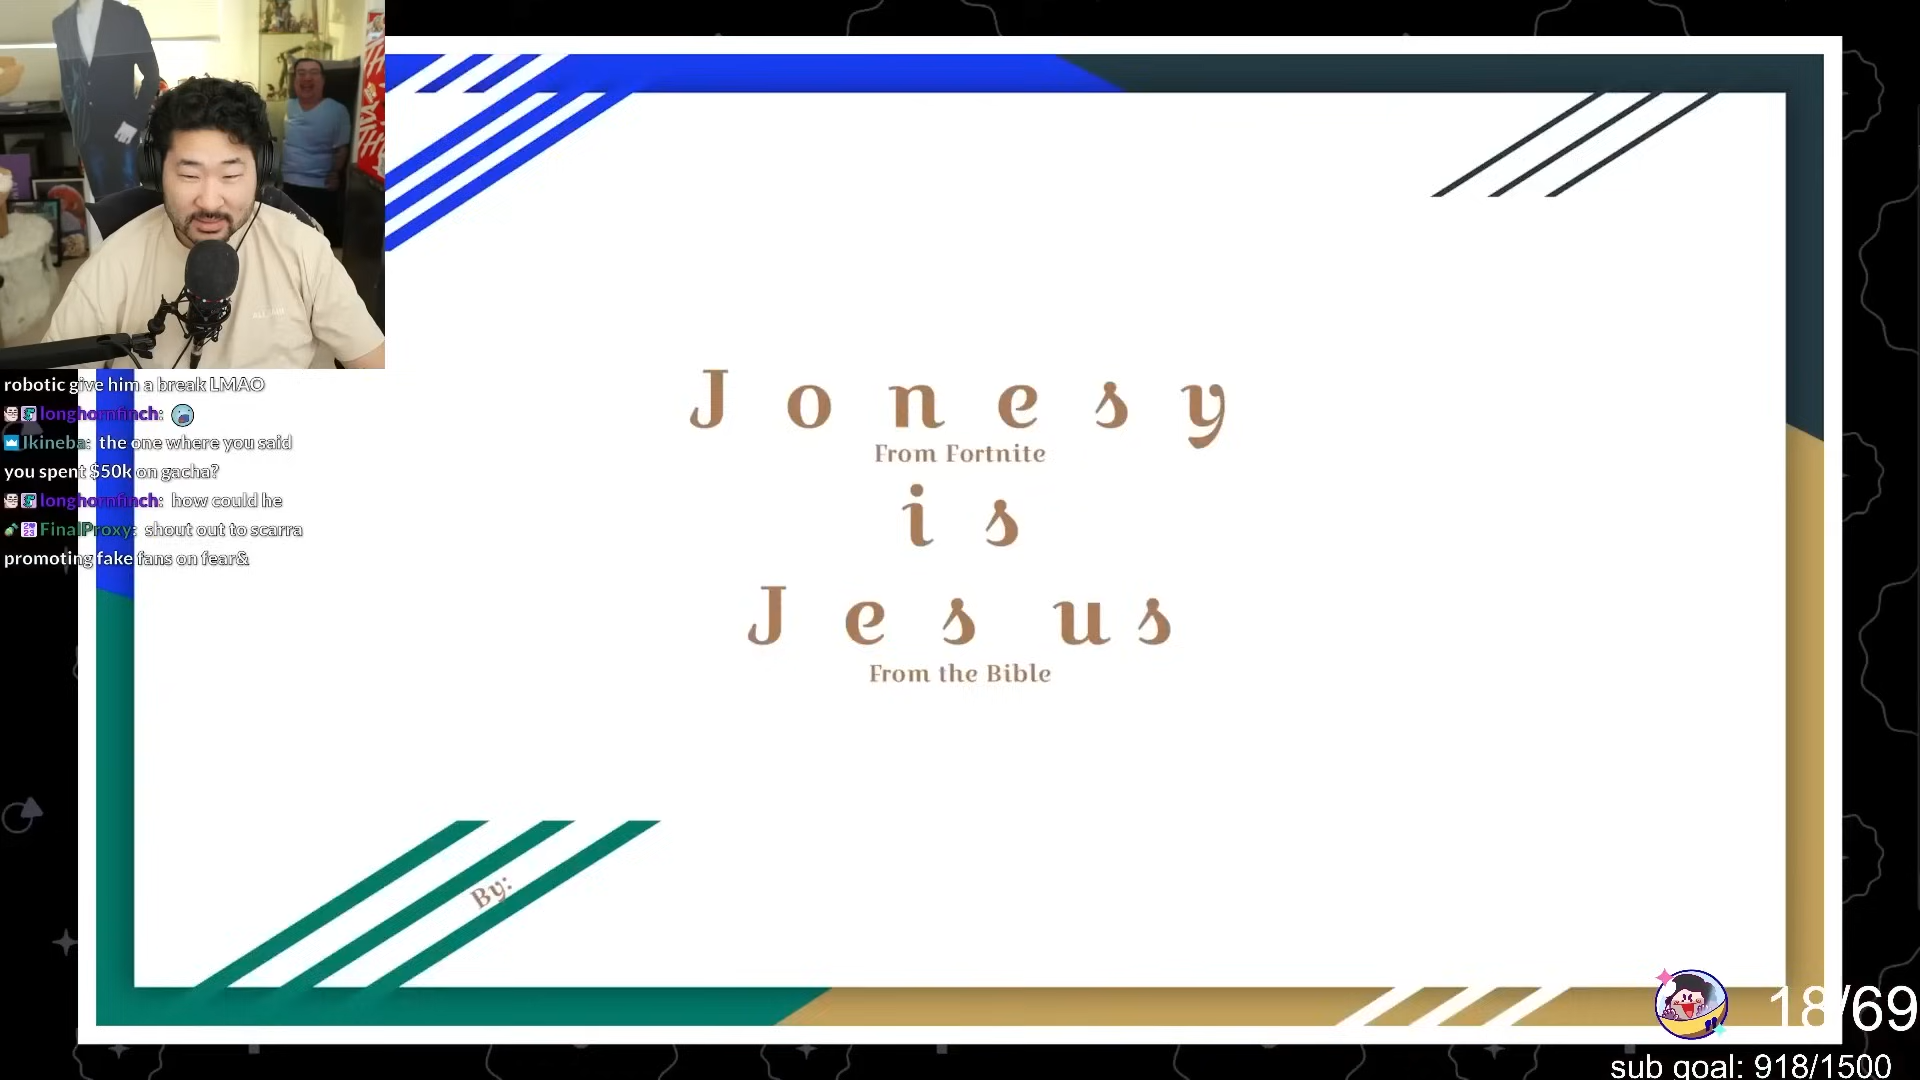 robotic give him a break LMAO
longhornfinch:
Ikineba: the one where you said
you spent $50k on gacha?
longhornfinch: how could he
FinalProxy: shout out to scarra
promoting fake fans on fear&
Jonesy
From Fortnite
is
Jesus
From the Bible
By:
18/69
sub goal: 918/1500